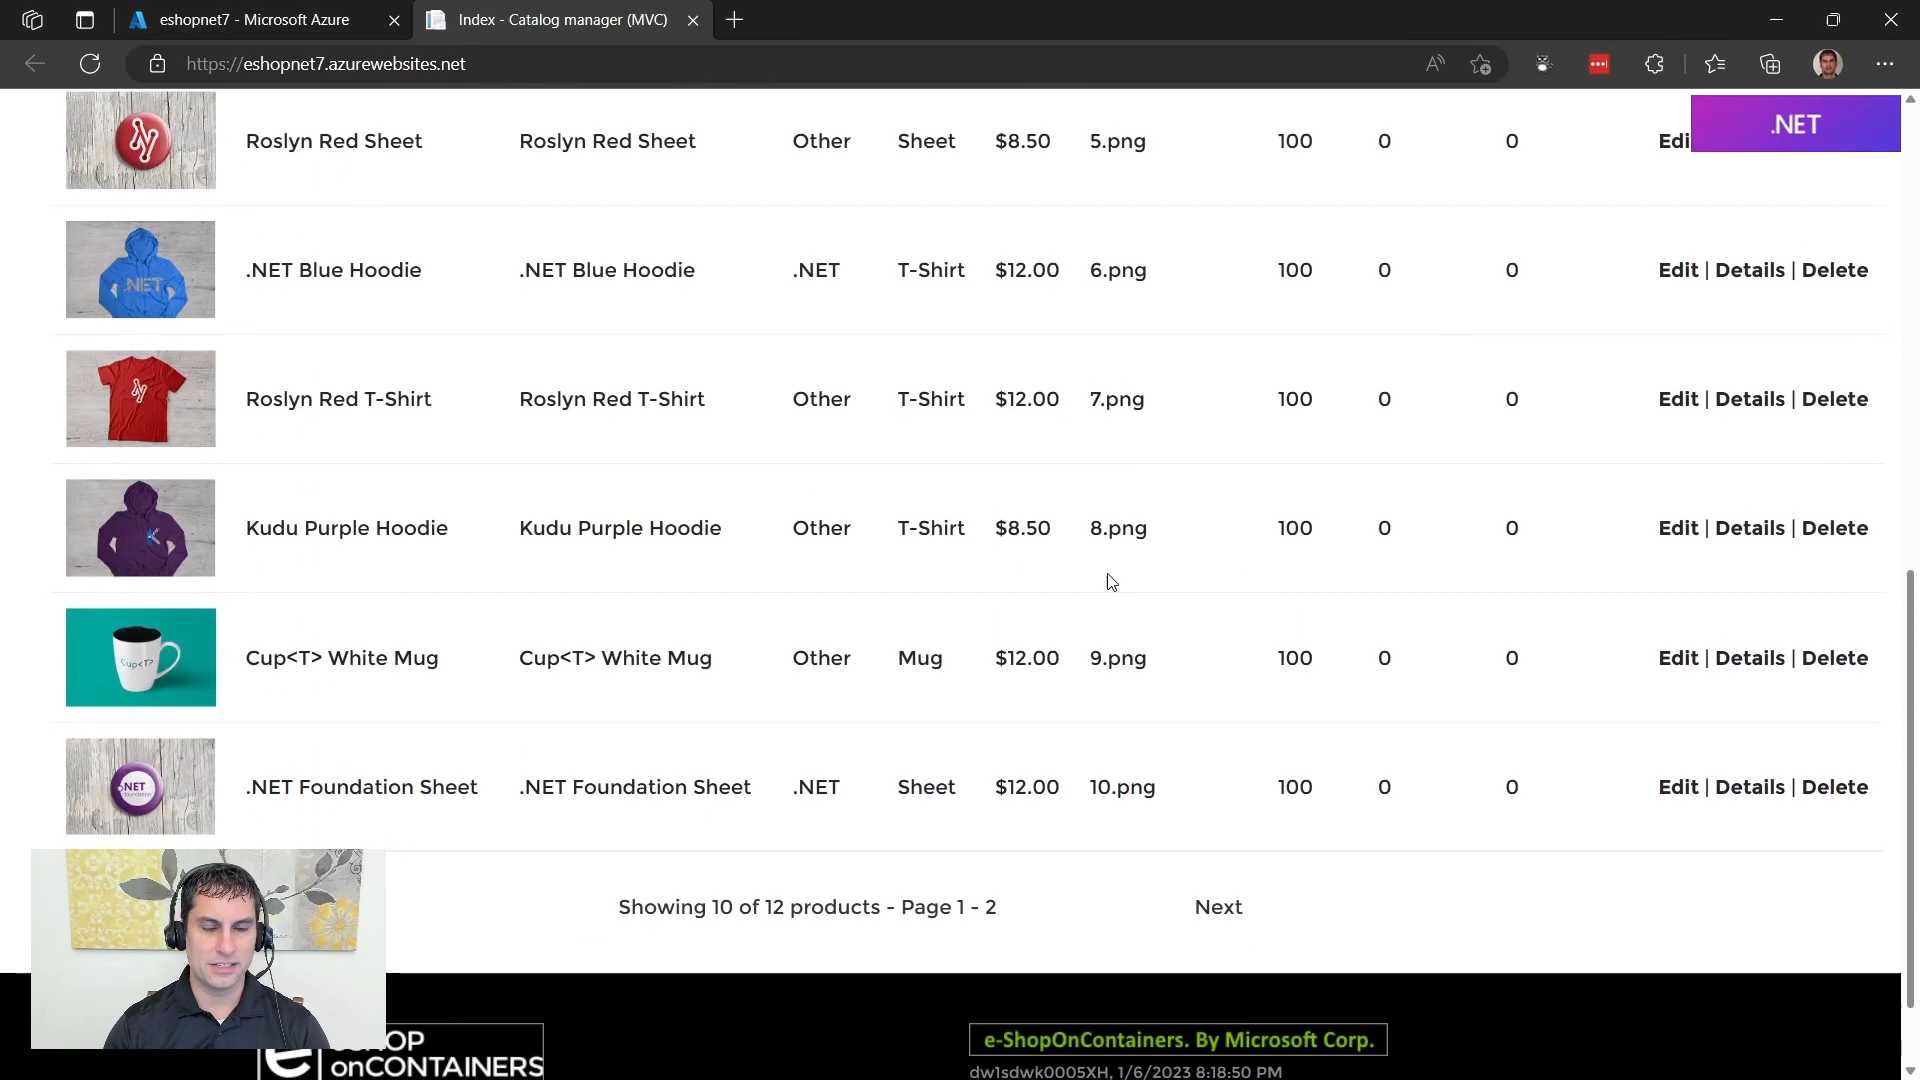 eshopnet7 - Microsoft Azure
Index - Catalog manager (MVC)
https://eshopnet7.azurewebsites.net
.NET
Roslyn Red Sheet Roslyn Red Sheet Other Sheet $8.50 5.png 100 0 0 Edi
.NET Blue Hoodie .NET Blue Hoodie .NET T-Shirt $12.00 6.png 100 0 0 Edit | Details | Delete
.NET
Roslyn Red T-Shirt Roslyn Red T-Shirt Other T-Shirt $12.00 7.png 100 0 0 Edit | Details | Delete
Kudu Purple Hoodie Kudu Purple Hoodie Other T-Shirt $8.50 8.png 100 0 0 Edit | Details | Delete
Cup<T> White Mug Cup<T> White Mug Other Mug $12.00 9.png 100 0 0 Edit | Details | Delete
Cup<T>
.NET Foundation Sheet .NET Foundation Sheet .NET Sheet $12.00 10.png 100 0 0 Edit | Details | Delete
.NET
foundation
Showing 10 of 12 products - Page 1 - 2 Next
e SHOP
onCONTAINERS
e-ShopOnContainers. By Microsoft Corp.
dw1sdwk0005XH, 1/6/2023 8:18:50 PM